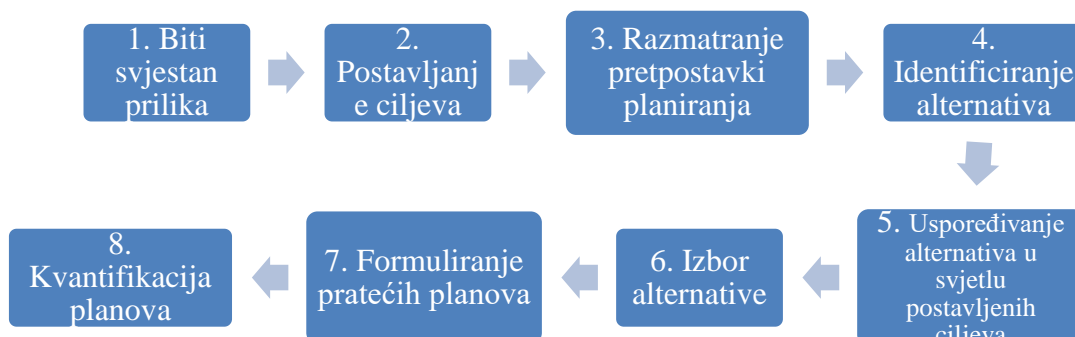 1. Biti
svjestan
prilika
2.
Postavljanj
e ciljeva
3. Razmatranje
pretpostavki
planiranja
4.
Identificiranje
alternativa
5. Uspoređivanje
alternativa u
svjetlu
postavljenih
ciljeva
6. Izbor
alternative
7. Formuliranje
pratećih planova
8.
Kvantifikacija
planova